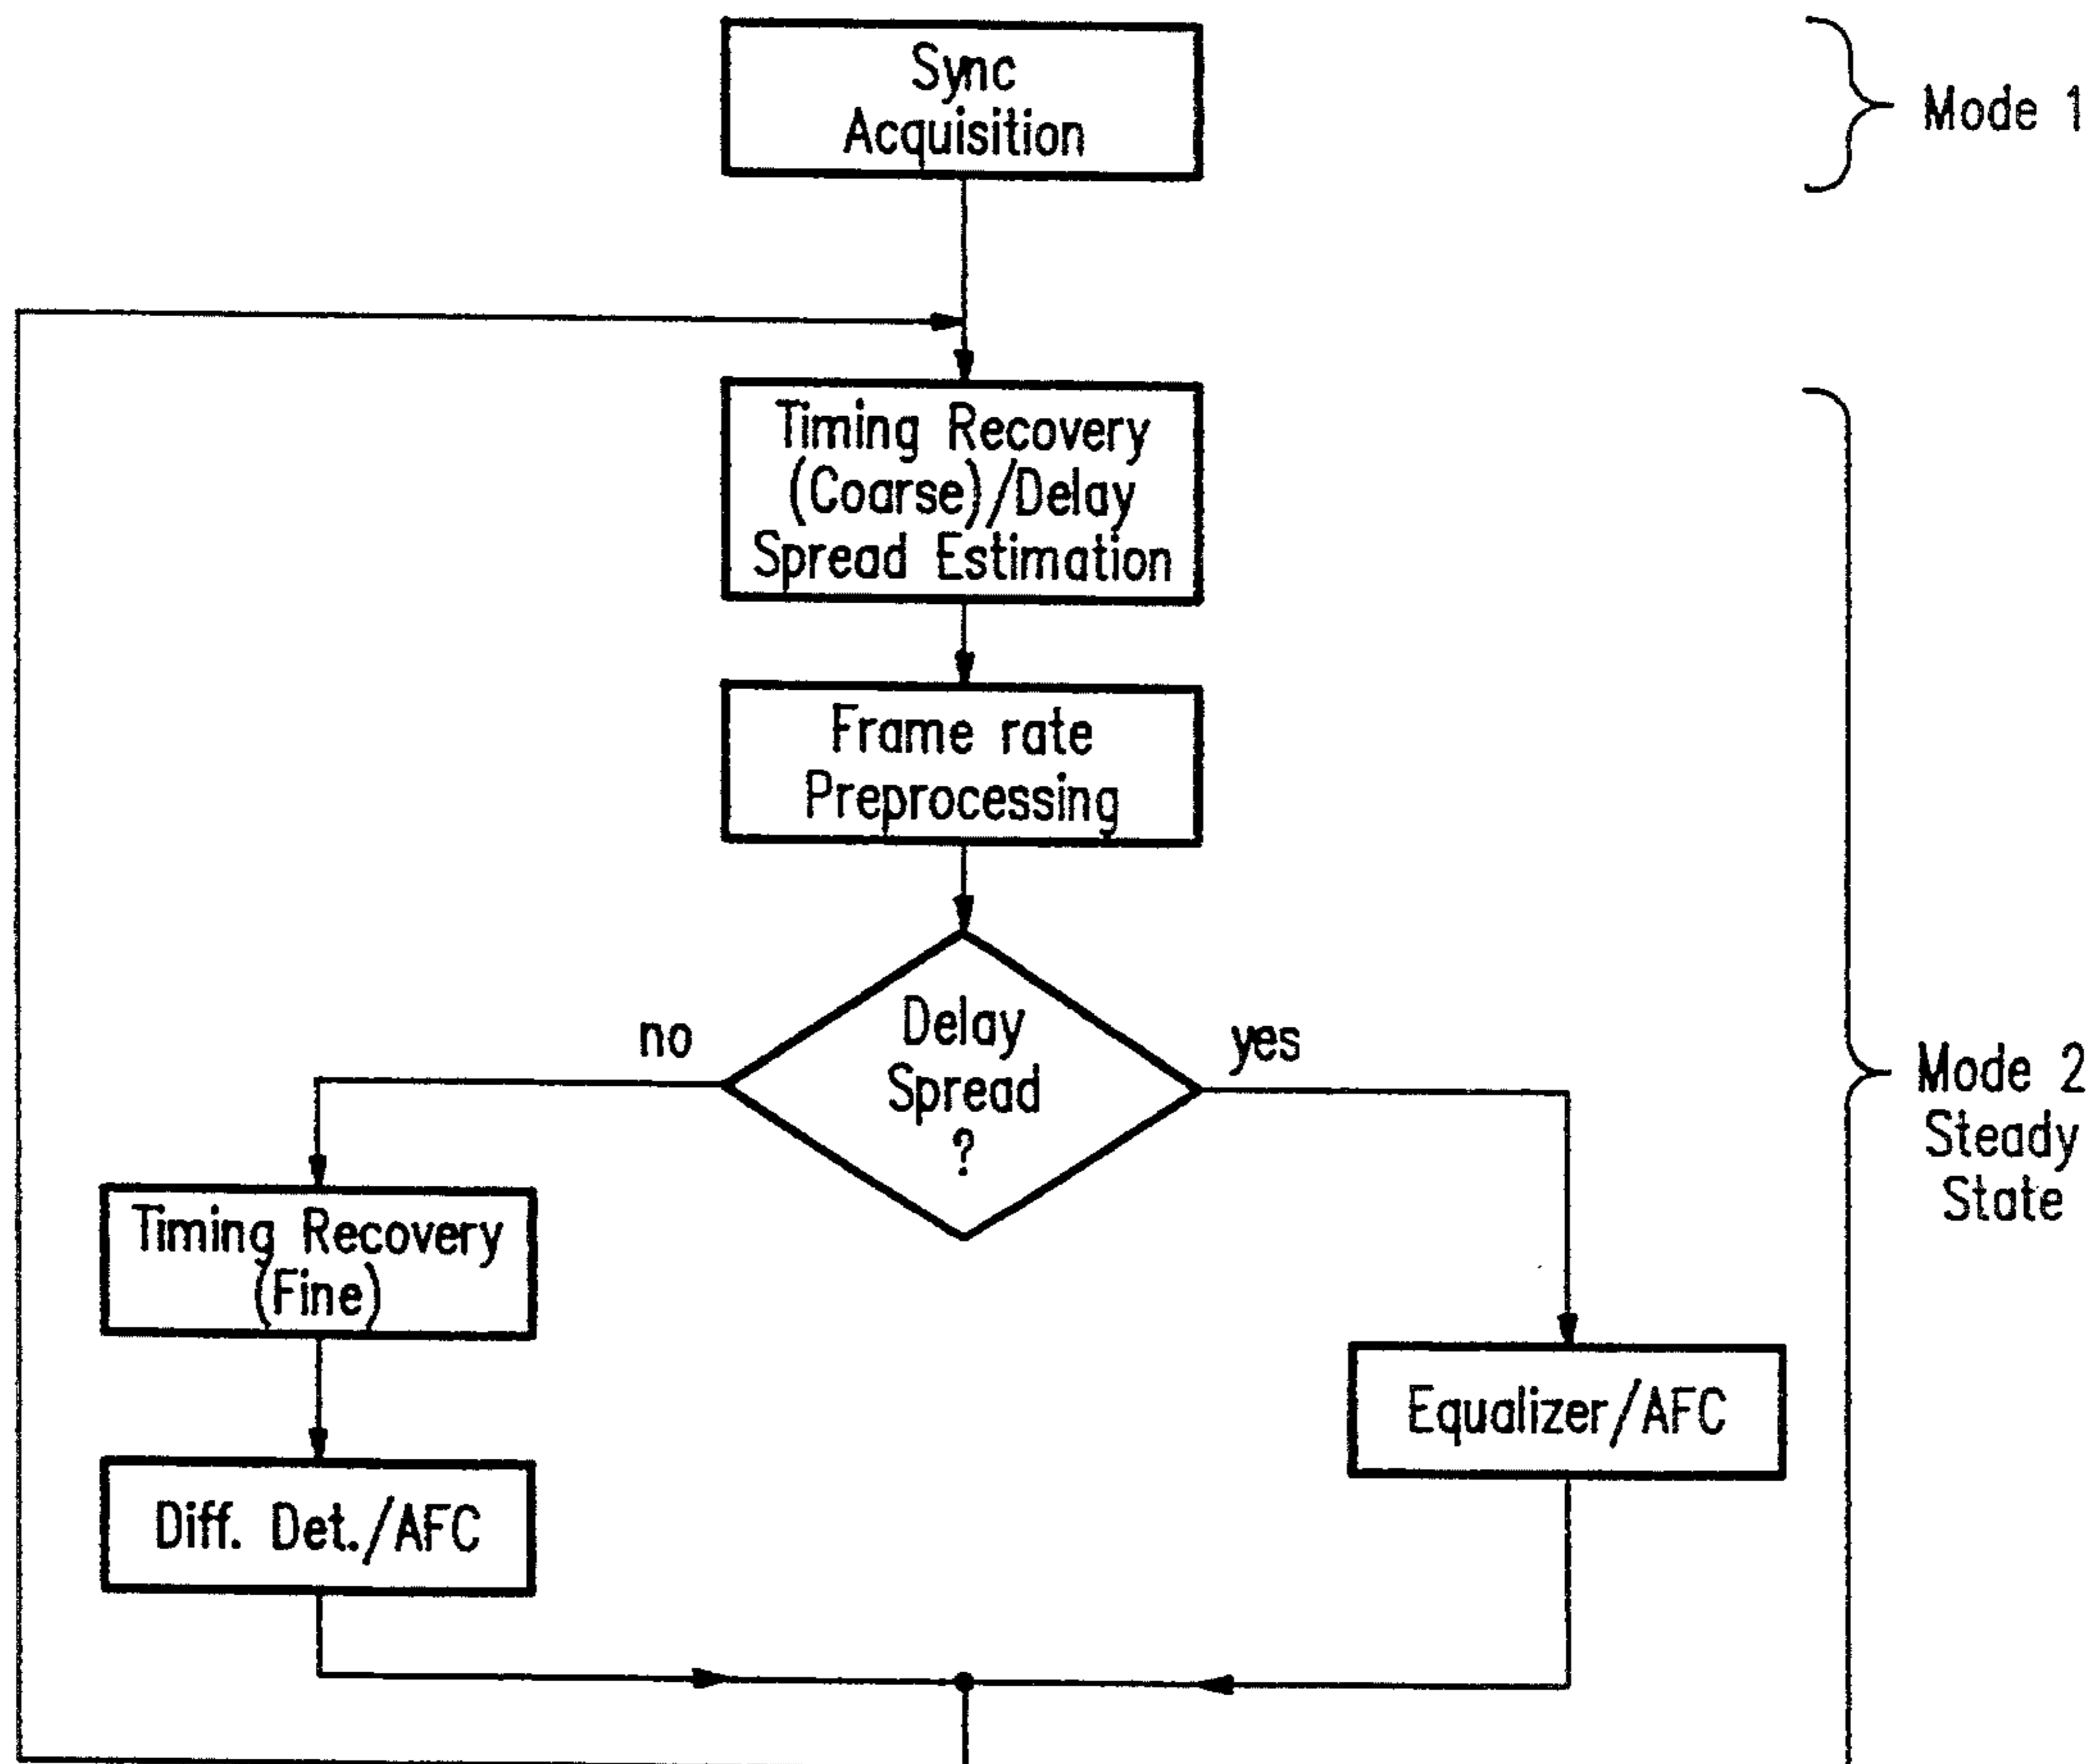 Sync
Acquisition
Mode 1
Timing Recovery
(Coarse)/Delay
Spread Estimation
Frame rate
Preprocessing
Delay
Spread
?
no
yes
Mode 2
Steady
State
Timing Recovery
(Fine)
Equalizer/AFC
Diff. Det./AFC